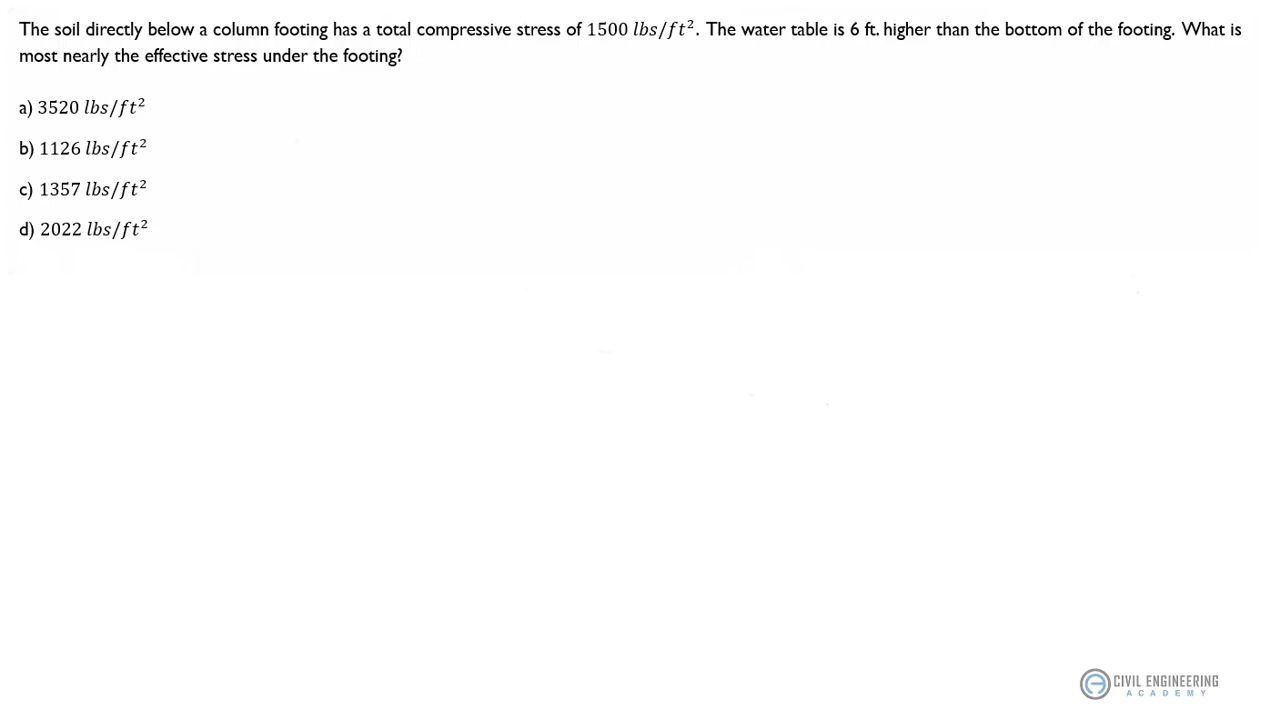 The soil directly below a column footing has a total compressive stress of 1500 lbs/ft². The water table is 6 ft. higher than the bottom of the footing. What is
most nearly the effective stress under the footing?
a) 3520 lbs/ft²
b) 1126 lbs/ft²
c) 1357 lbs/ft²
d) 2022 lbs/ft²
CIVIL ENGINEERING
ACADEMY